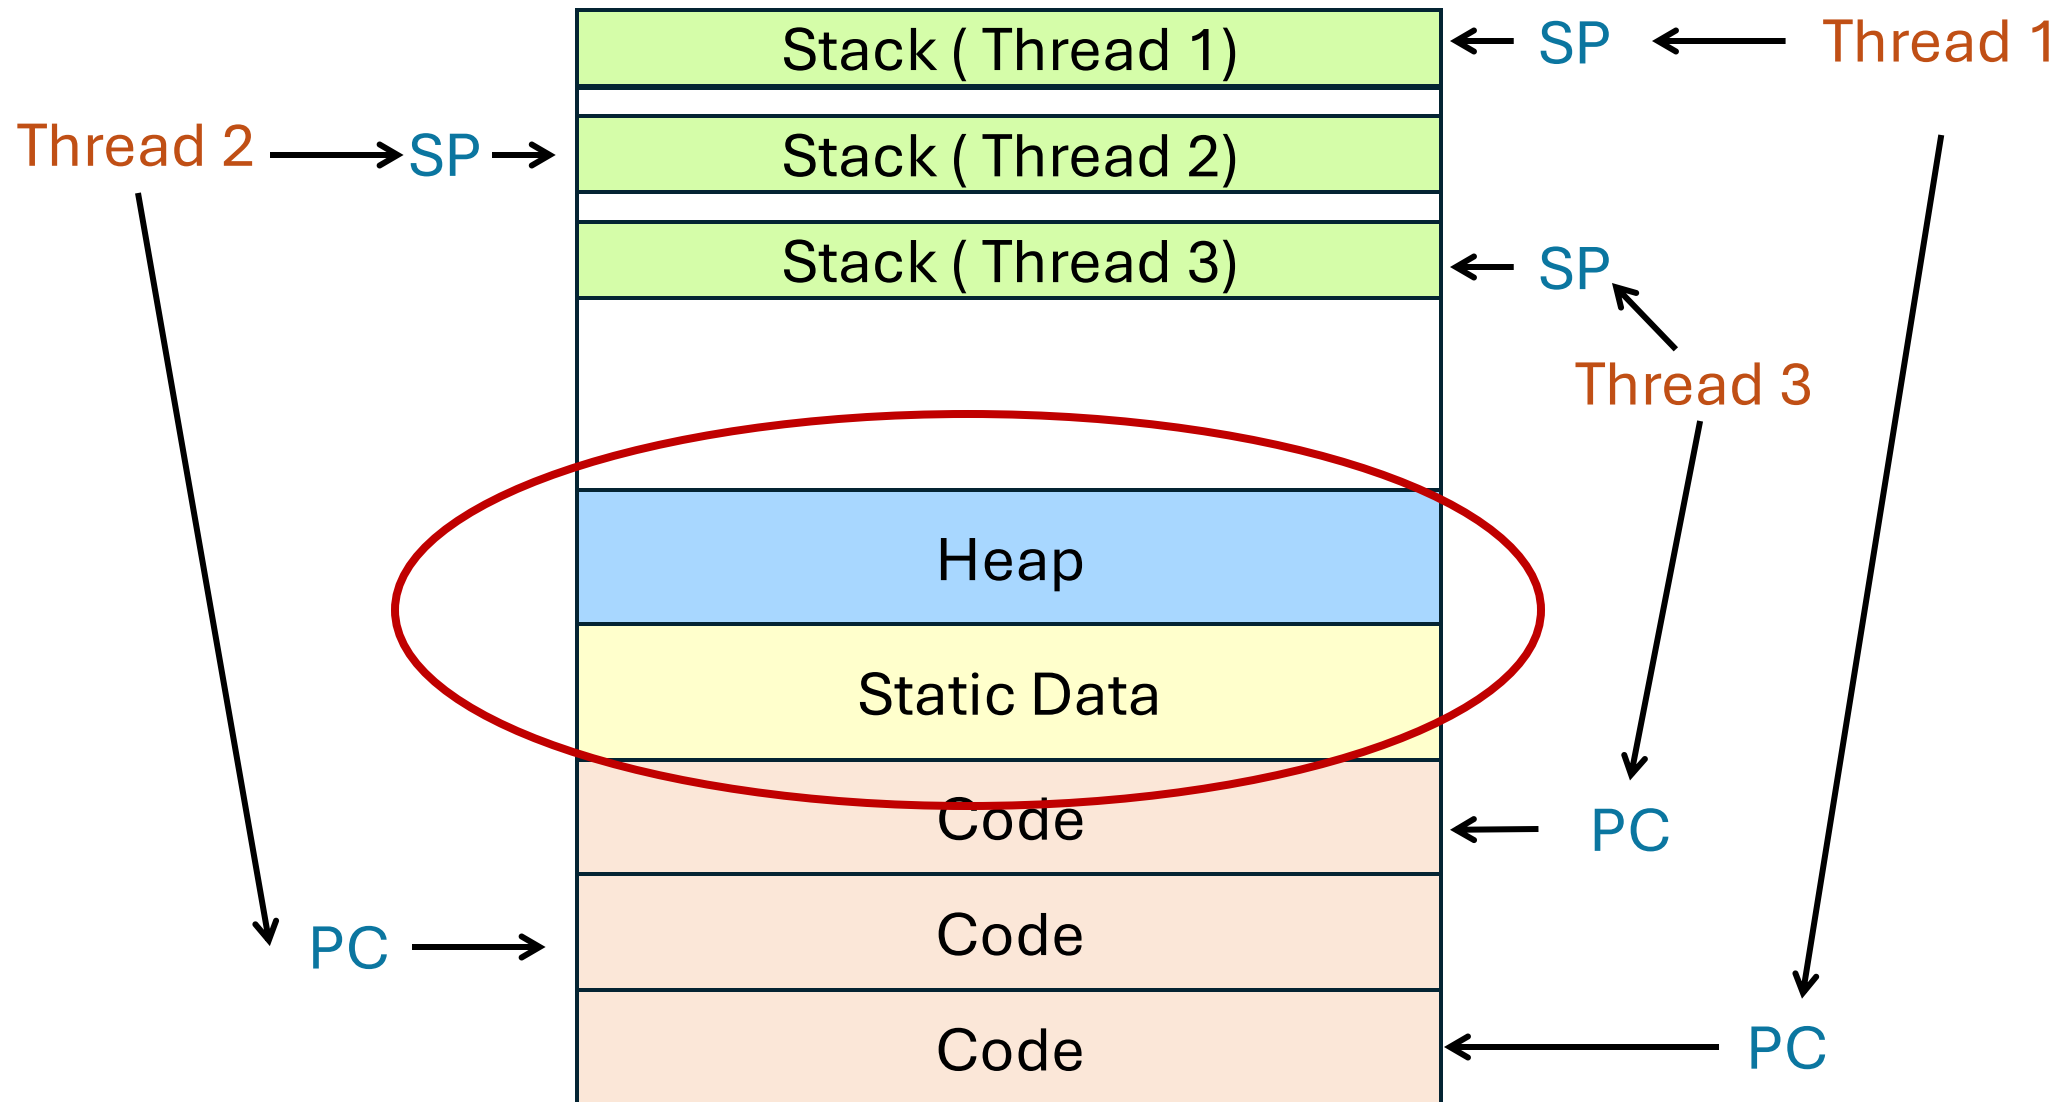 Stack ( Thread 1)
SP
Thread 1
Thread 2
SP
Stack ( Thread 2)
Stack ( Thread 3)
SP
Thread 3
Heap
Static Data
Code
PC
PC
Code
Code
PC